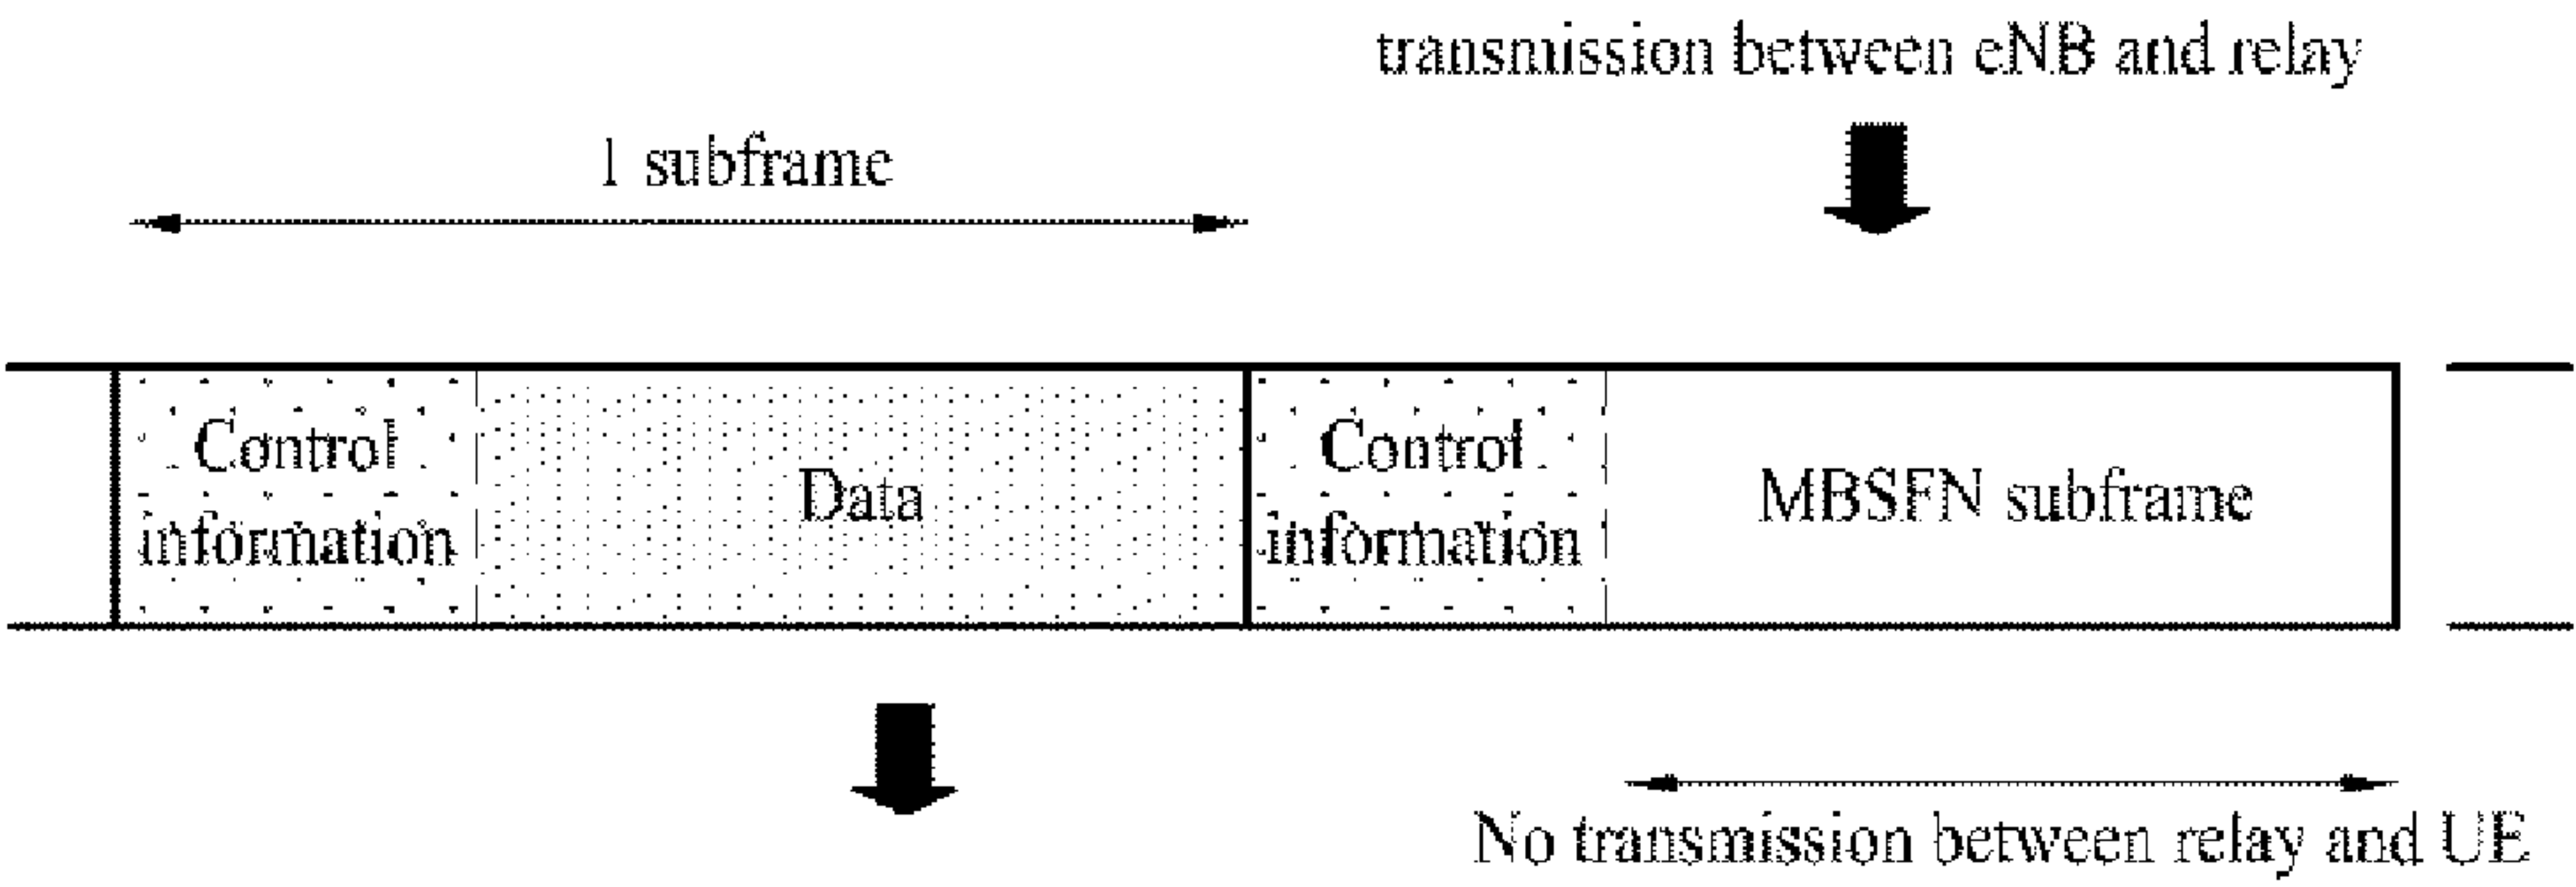 transmission between eNB and relay
1 subframe
Control
information
Data
Control
information
MBSFN subframe
No transmission between relay and UE